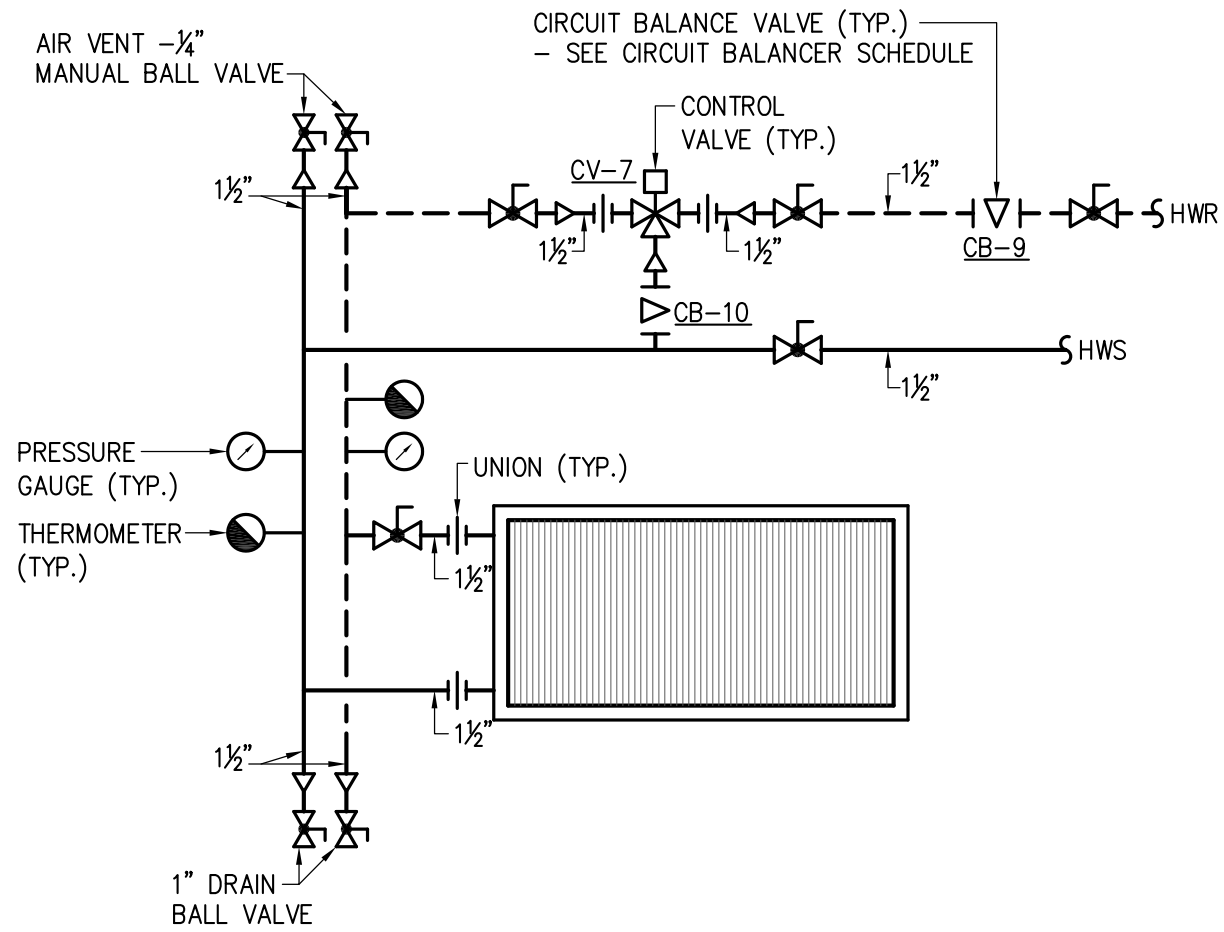 CIRCUIT BALANCE VALVE (TYP.)
– SEE CIRCUIT BALANCER SCHEDULE
AIR VENT –¼”
MANUAL BALL VALVE
CONTROL
VALVE (TYP.)
CV–7
1½”
1½”
HWR
1½”
1½”
CB–9
CB–10
HWS
1½”
PRESSURE
GAUGE (TYP.)
UNION (TYP.)
THERMOMETER
(TYP.)
1½”
1½”
1½”
1” DRAIN
BALL VALVE